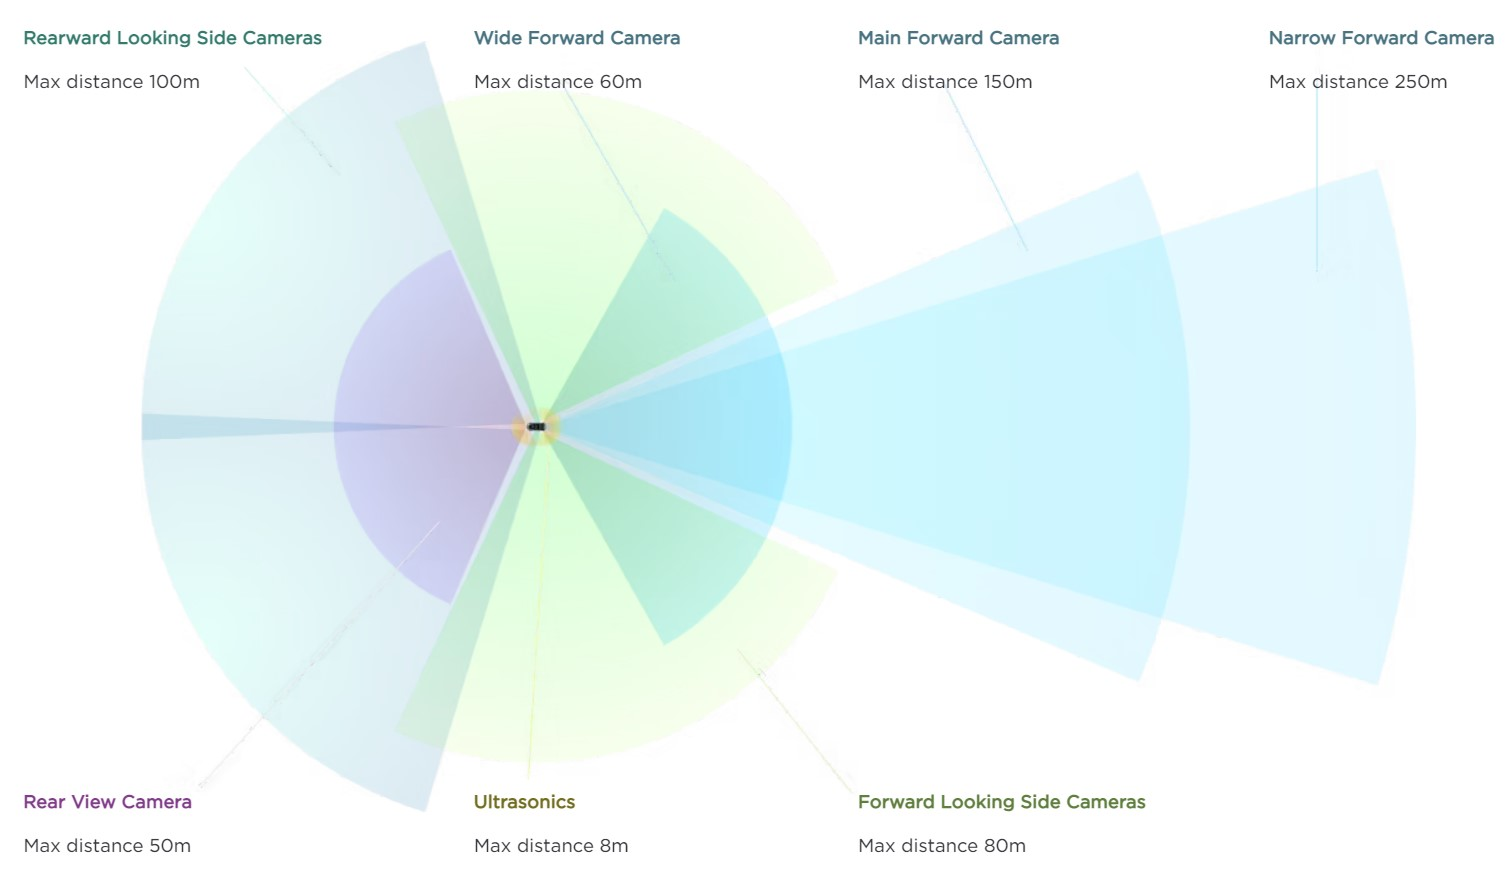 Rearward Looking Side Cameras
Max distance 100m
Wide Forward Camera
Max distance 60m
Main Forward Camera
Max distance 150m
Narrow Forward Camera
Max distance 250m
Rear View Camera
Max distance 50m
Ultrasonics
Max distance 8m
Forward Looking Side Cameras
Max distance 80m